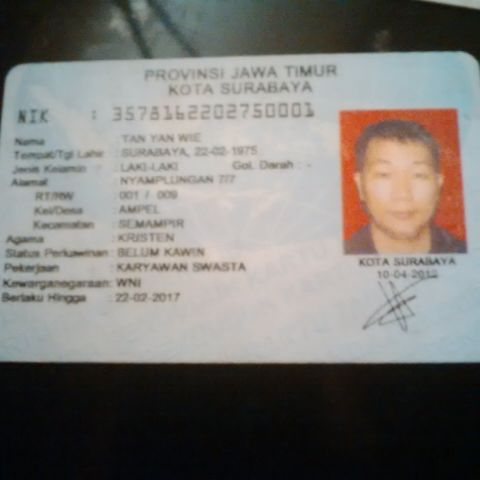 PROVINSI JAWA TIMUR
KOTA SURABAYA
NIK : 3578162202750001
Nama : TAN YAN WIE
Tempat/Tgl Lahir : SURABAYA, 22-02-1975
Jenis Kelamin : LAKI-LAKI Gol. Darah : -
Alamat : NYAMPLUNGAN 7/7
RT/RW : 001 / 009
Kel/Desa : AMPEL
Kecamatan : SEMAMPIR
Agama : KRISTEN
Status Perkawinan: BELUM KAWIN
Pekerjaan : KARYAWAN SWASTA
Kewarganegaraan: WNI
Berlaku Hingga : 22-02-2017
KOTA SURABAYA
10-04-2012